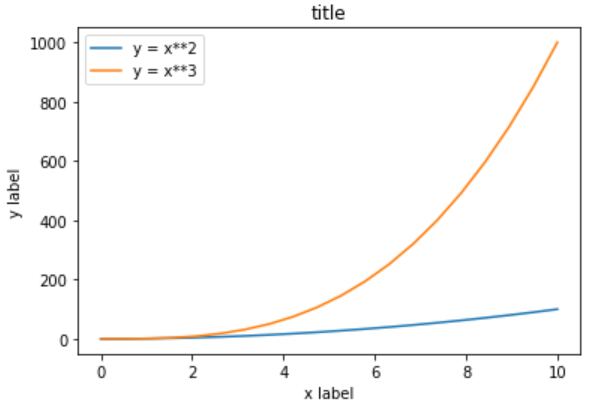 title
y = x**2
y = x**3
1000
800
600
400
200
0
y label
0 2 4 6 8 10
x label